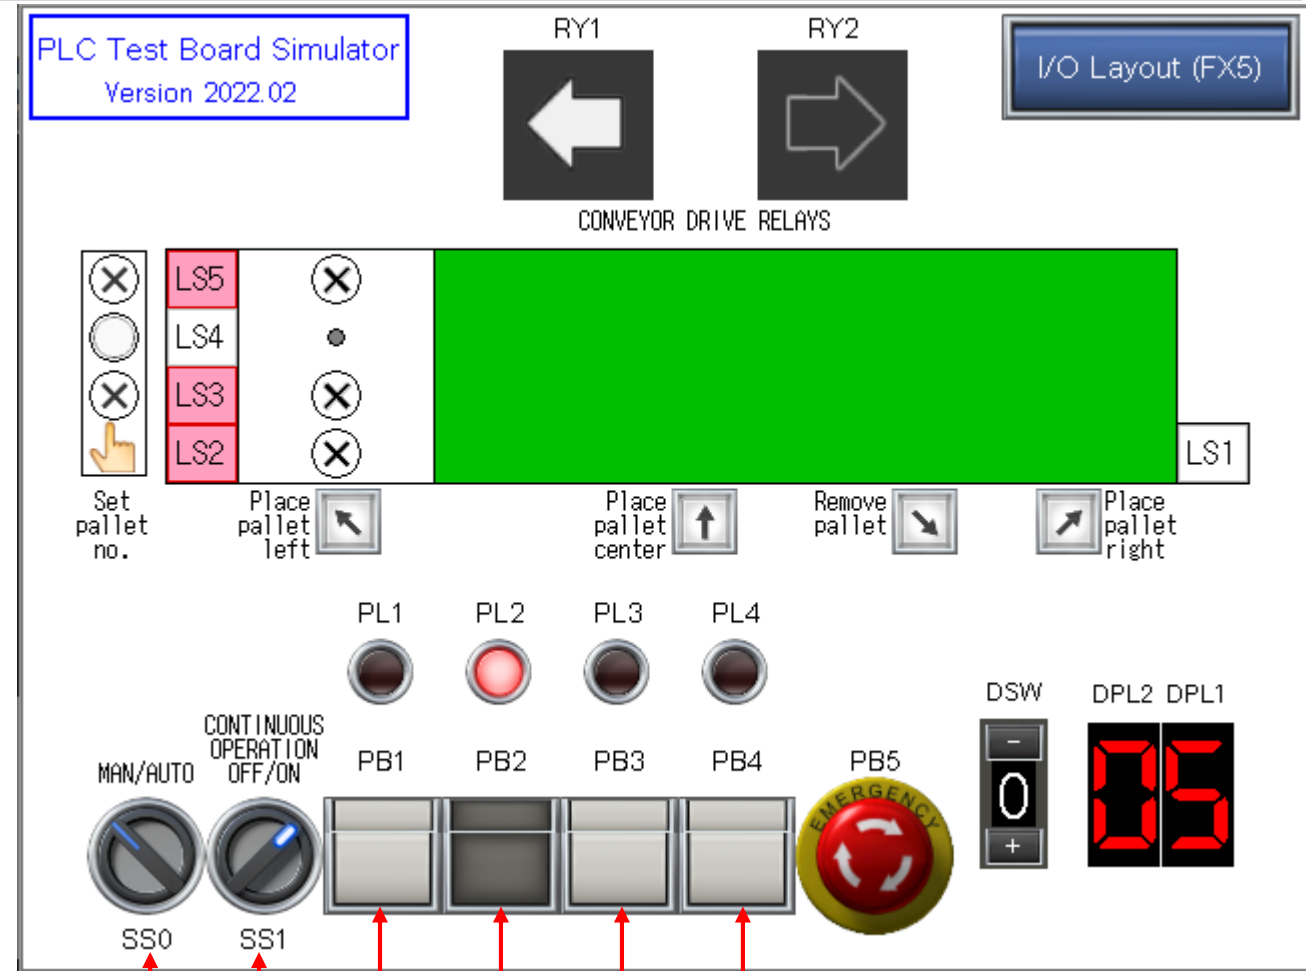 RY1
RY2
PLC Test Board Simulator
Version 2022.02
I/O Layout (FX5)
CONVEYOR DRIVE RELAYS
LS5
LS4
LS3
LS2
LS1
Set
pallet
no.
Place
pallet
left
Place
pallet
center
Remove
pallet
Place
pallet
right
PL1
PL2
PL3
PL4
DSW
DPL2
DPL1
MAN/AUTO
CONTINUOUS
OPERATION
OFF/ON
PB1
PB2
PB3
PB4
PB5
EMERGENCY
-
0
+
05
SS0
SS1